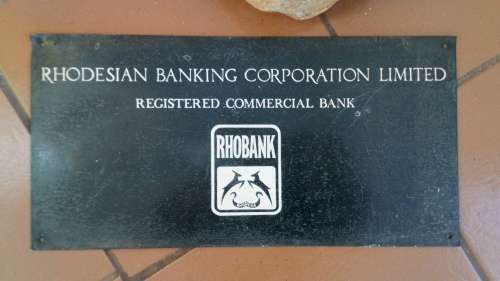 RHODESIAN BANKING CORPORATION LIMITED
REGISTERED COMMERCIAL BANK
RHOBANK